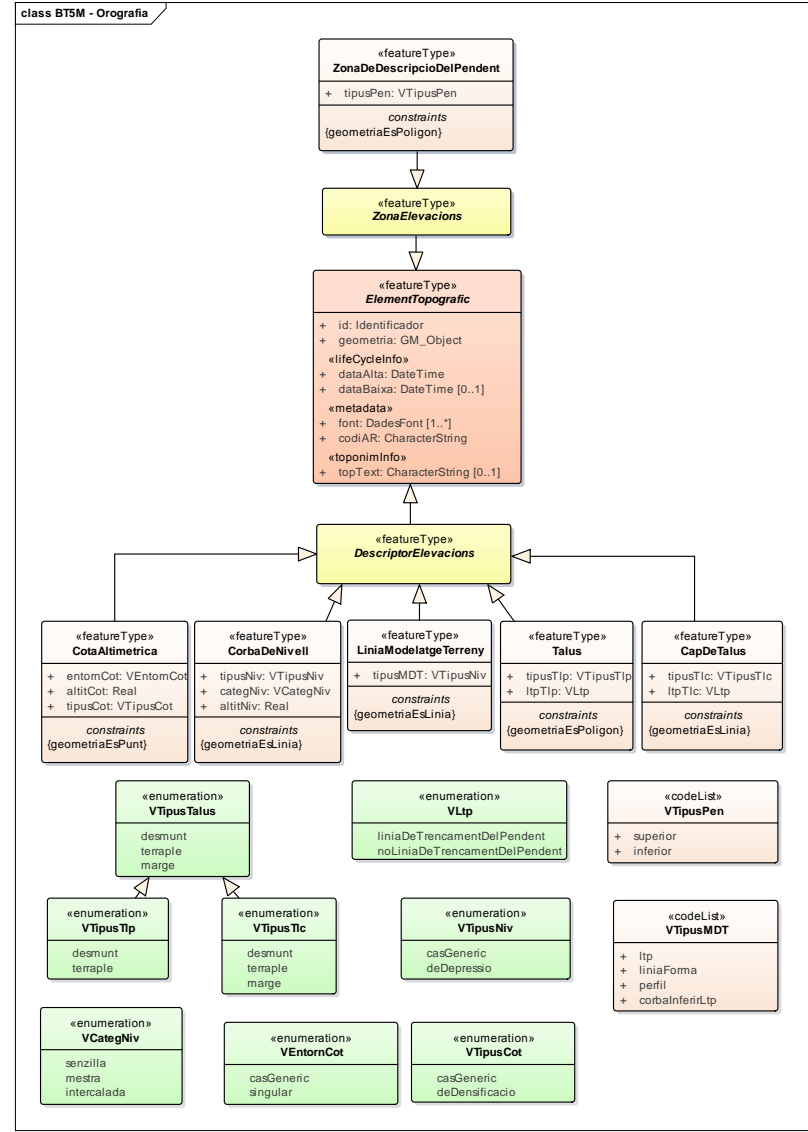 class BT5M - Orografia
«featureType»
ZonaDeDescripcioDelPendent
+ tipusPen: VTipusPen
constraints
{geometriaEsPoligon}
«featureType»
ZonaElevacions
«featureType»
ElementTopografic
+ id: Identificador
+ geometria: GM_Object
«lifeCycleInfo»
+ dataAlta: DateTime
+ dataBaixa: DateTime [0..1]
«metadata»
+ font: DadesFont [1..*]
+ codiAR: CharacterString
«toponimInfo»
+ topText: CharacterString [0..1]
«featureType»
DescriptorElevacions
«featureType»
CotaAltimetrica
+ entornCot: VEntornCot
+ altitCot: Real
+ tipusCot: VTipusCot
constraints
{geometriaEsPunt}
«featureType»
CorbaDeNivell
+ tipusNiv: VTipusNiv
+ categNiv: VCategNiv
+ altitNiv: Real
constraints
{geometriaEsLinia}
«featureType»
LiniaModelatgeTerreny
+ tipusMDT: VTipusNiv
constraints
{geometriaEsLinia}
«featureType»
Talus
+ tipusTlp: VTipusTlp
+ ltpTlp: VLtp
constraints
{geometriaEsPoligon}
«featureType»
CapDeTalus
+ tipusTlc: VTipusTlc
+ ltpTlc: VLtp
constraints
{geometriaEsLinia}
«enumeration»
VTipusTalus
desmunt
terraple
marge
«enumeration»
VLtp
liniaDeTrencamentDelPendent
noLiniaDeTrencamentDelPendent
«codeList»
VTipusPen
+ superior
+ inferior
«enumeration»
VTipusTlp
desmunt
terraple
«enumeration»
VTipusTlc
desmunt
terraple
marge
«enumeration»
VTipusNiv
casGeneric
deDepressio
«codeList»
VTipusMDT
+ ltp
+ liniaForma
+ perfil
+ corbaInferirLtp
«enumeration»
VCategNiv
senzilla
mestra
intercalada
«enumeration»
VEntornCot
casGeneric
singular
«enumeration»
VTipusCot
casGeneric
deDensificacio